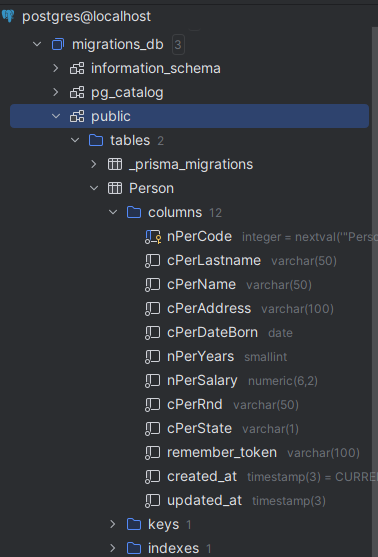 postgres@localhost
migrations_db 3
information_schema
pg_catalog
public
tables 2
_prisma_migrations
Person
columns 12
nPerCode integer = nextval('"Perso
cPerLastname varchar(50)
cPerName varchar(50)
cPerAddress varchar(100)
cPerDateBorn date
nPerYears smallint
nPerSalary numeric(6,2)
cPerRnd varchar(50)
cPerState varchar(1)
remember_token varchar(100)
created_at timestamp(3) = CURRE
updated_at timestamp(3)
keys 1
indexes 1